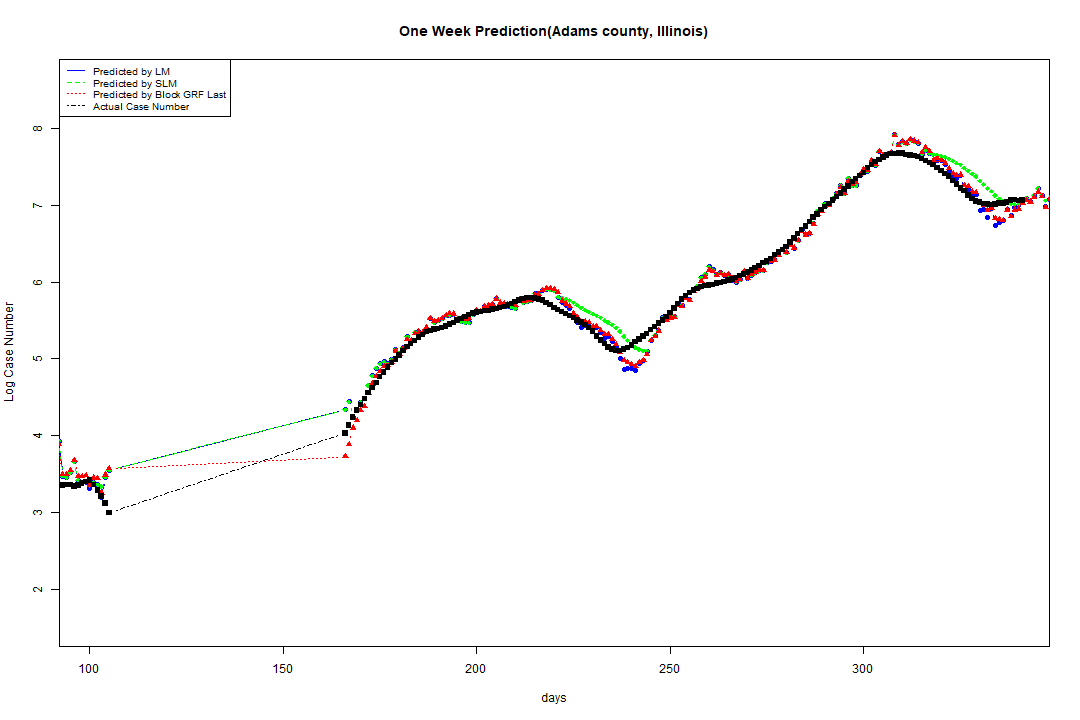 One Week Prediction(Adams county, Illinois)
Predicted by LM
Predicted by SLM
Predicted by Block GRF Last
Actual Case Number
8
7
6
5
4
3
2
Log Case Number
100 150 200 250 300
days